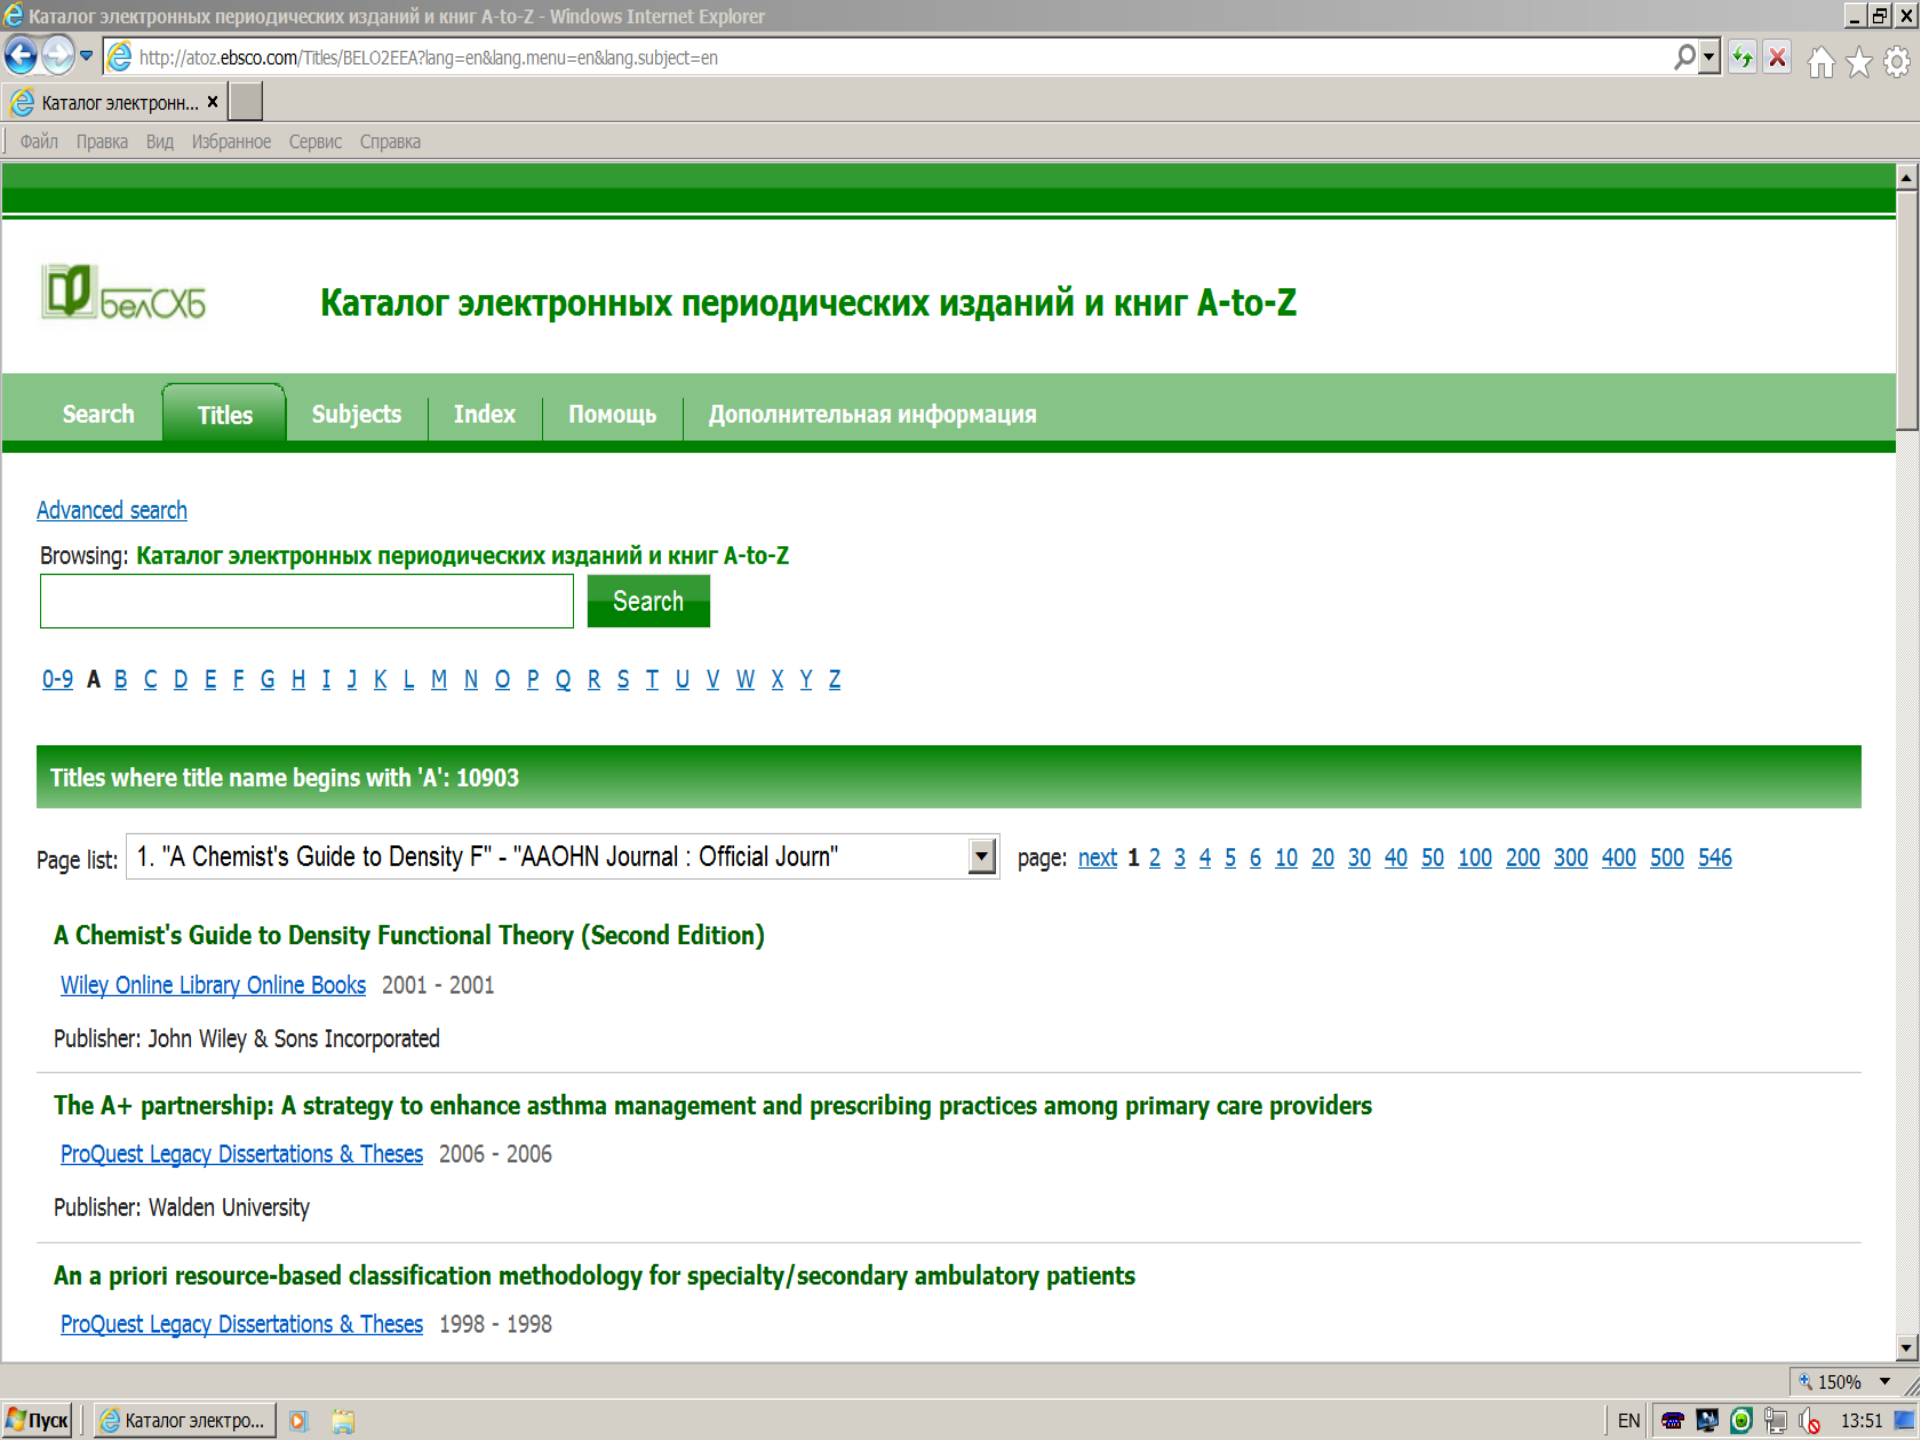 Каталог электронных периодических изданий и книг A-to-Z - Windows Internet Explorer
http://atoz.ebsco.com/Titles/BELO2EEA?lang=en&lang.menu=en&lang.subject=en
Каталог электронн...
Файл Правка Вид Избранное Сервис Справка
белСХБ
Каталог электронных периодических изданий и книг A-to-Z
Search Titles Subjects Index Помощь Дополнительная информация
Advanced search
Browsing: Каталог электронных периодических изданий и книг A-to-Z
Search
0-9 A B C D E F G H I J K L M N O P Q R S T U V W X Y Z
Titles where title name begins with 'A': 10903
Page list: 1. "A Chemist's Guide to Density F" - "AAOHN Journal : Official Journ" page: next 1 2 3 4 5 6 10 20 30 40 50 100 200 300 400 500 546
A Chemist's Guide to Density Functional Theory (Second Edition)
Wiley Online Library Online Books 2001 - 2001
Publisher: John Wiley & Sons Incorporated
The A+ partnership: A strategy to enhance asthma management and prescribing practices among primary care providers
ProQuest Legacy Dissertations & Theses 2006 - 2006
Publisher: Walden University
An a priori resource-based classification methodology for specialty/secondary ambulatory patients
ProQuest Legacy Dissertations & Theses 1998 - 1998
150%
Пуск Каталог электро... EN 13:51